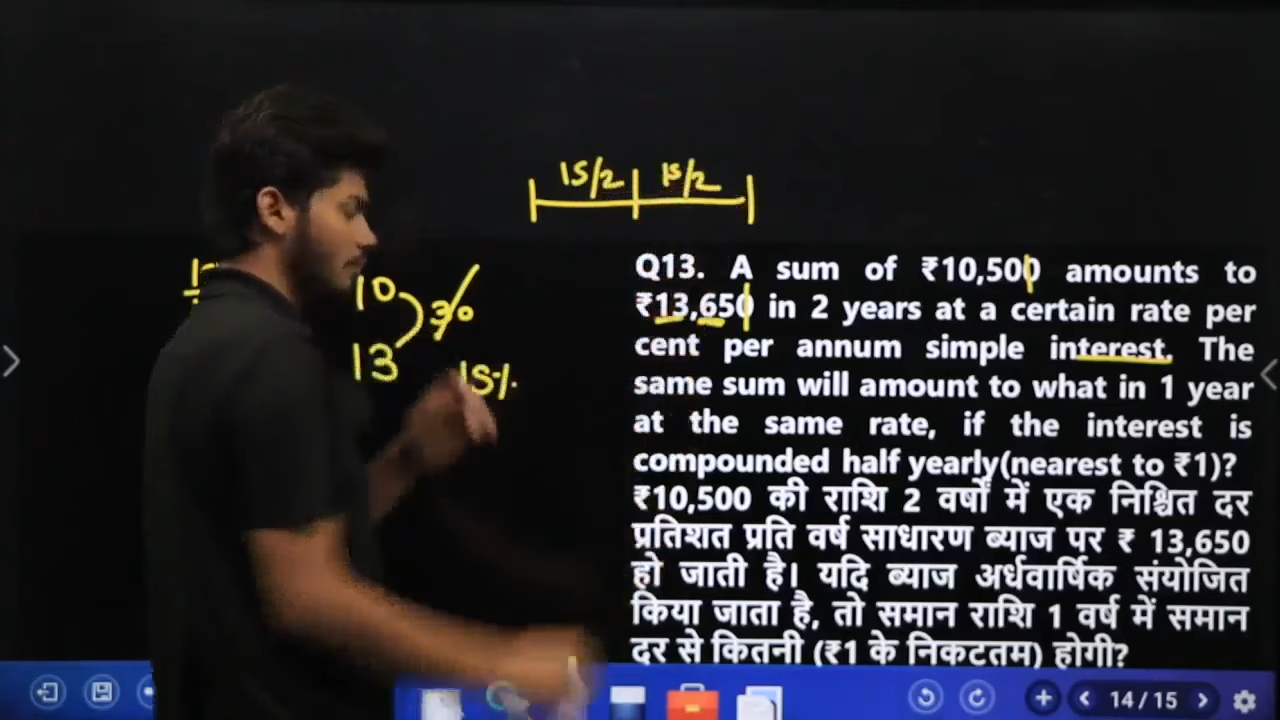 15/2 15/2
10
3/0
13
15%
Q13. A sum of ₹10,500 amounts to
₹13,650 in 2 years at a certain rate per
cent per annum simple interest. The
same sum will amount to what in 1 year
at the same rate, if the interest is
compounded half yearly(nearest to ₹1)?
₹10,500 की राशि 2 वर्षों में एक निश्चित दर
प्रतिशत प्रति वर्ष साधारण ब्याज पर ₹ 13,650
हो जाती है। यदि ब्याज अर्धवार्षिक संयोजित
किया जाता है, तो समान राशि 1 वर्ष में समान
दर से कितनी (₹1 के निकटतम) होगी?
14 / 15